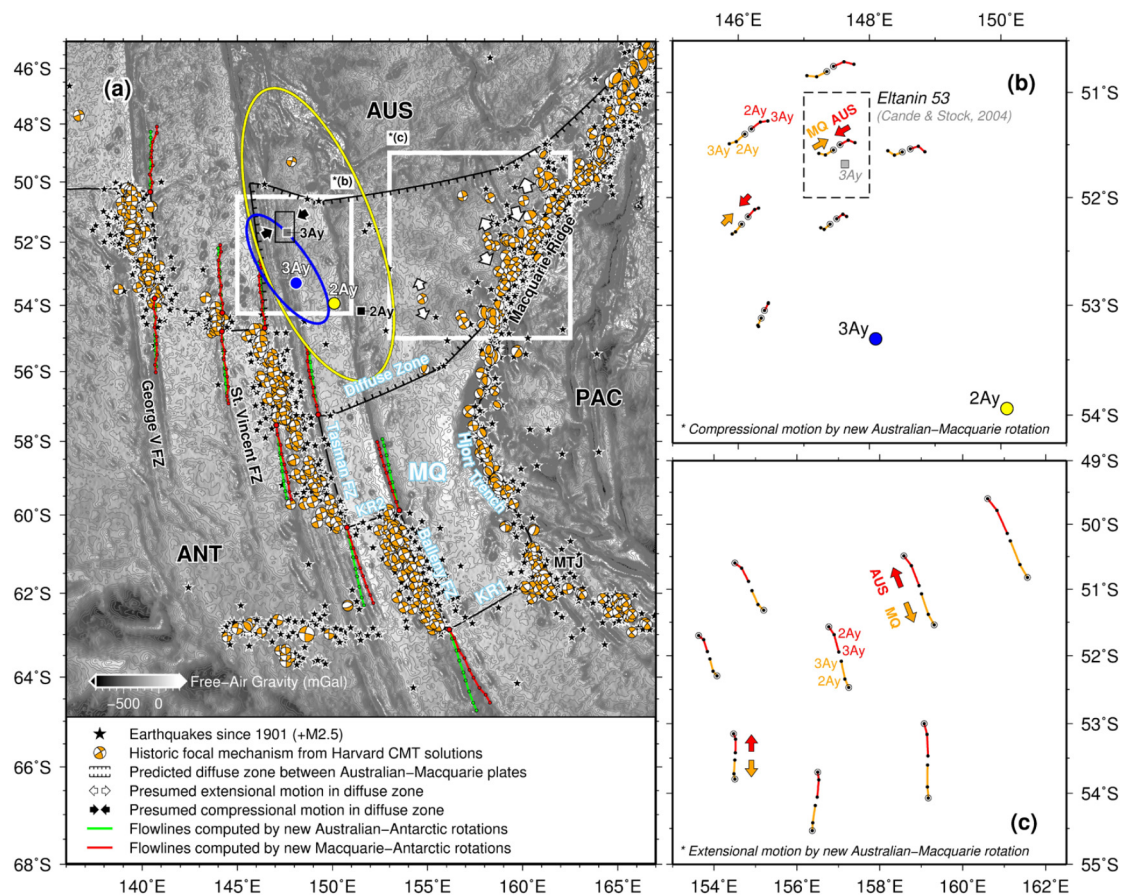 (a)
AUS
*(c)
*(b)
3Ay
3Ay
2Ay
2Ay
Macquarie Ridge
PAC
Diffuse Zone
George V FZ
St. Vincent FZ
Tasman FZ
MQ
Hjort Trench
KR2
Balleny FZ
ANT
MTJ
KR1
46°S
48°S
50°S
52°S
54°S
56°S
58°S
60°S
62°S
64°S
66°S
68°S
Free−Air Gravity (mGal)
−500 0
Earthquakes since 1901 (+M2.5)
Historic focal mechanism from Harvard CMT solutions
Predicted diffuse zone between Australian−Macquarie plates
Presumed extensional motion in diffuse zone
Presumed compressional motion in diffuse zone
Flowlines computed by new Australian−Antarctic rotations
Flowlines computed by new Macquarie−Antarctic rotations
140°E 145°E 150°E 155°E 160°E 165°E
146°E 148°E 150°E
(b)
51°S
52°S
53°S
54°S
Eltanin 53
(Cande & Stock, 2004)
2Ay
3Ay
3Ay 2Ay
MQ AUS
3Ay
3Ay
2Ay
* Compressional motion by new Australian−Macquarie rotation
49°S
50°S
51°S
52°S
53°S
54°S
55°S
AUS
MQ
2Ay
3Ay
3Ay
2Ay
(c)
* Extensional motion by new Australian−Macquarie rotation
154°E 156°E 158°E 160°E 162°E